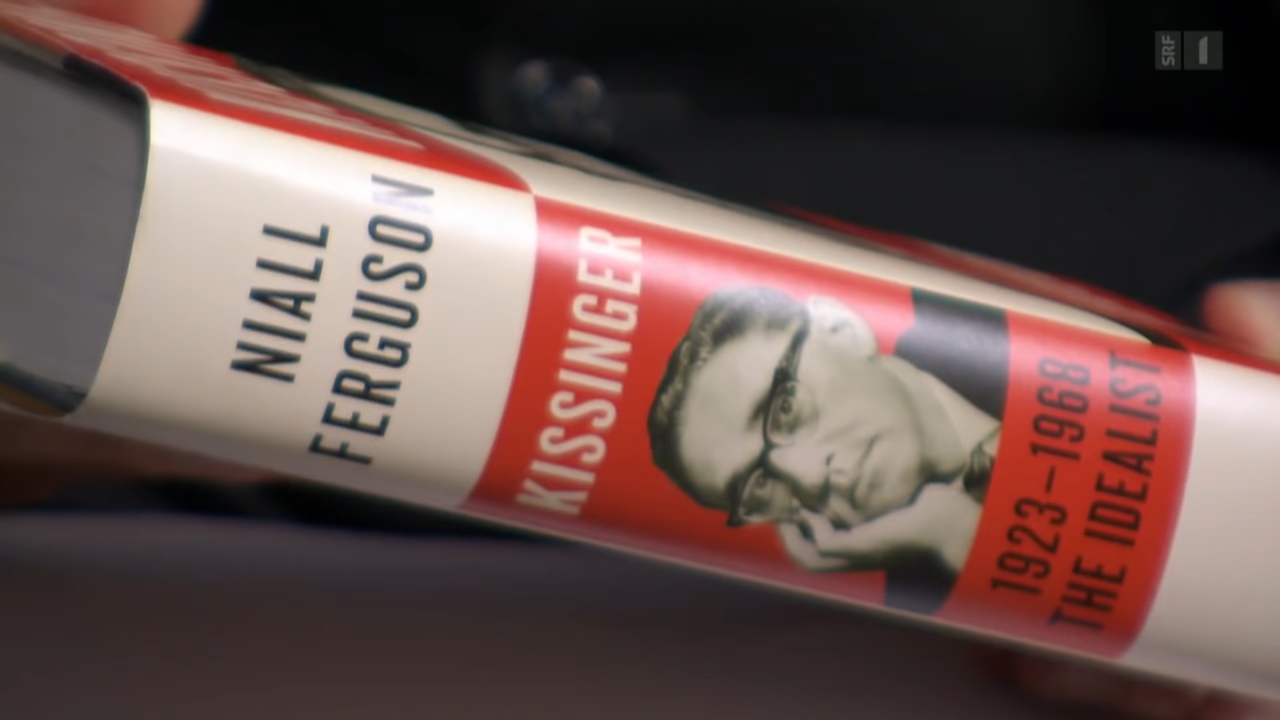 SRF 1
NIALL
FERGUSON
KISSINGER
1923–1968
THE IDEALIST